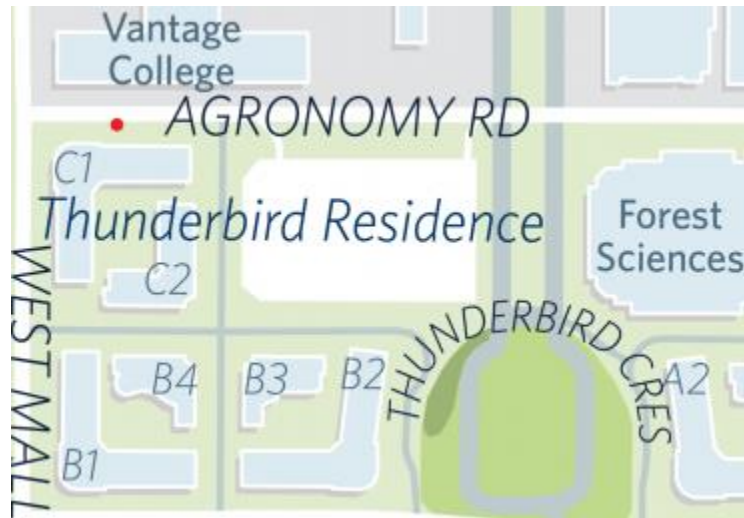 Vantage
College
AGRONOMY RD
C1
Thunderbird Residence
Forest
Sciences
C2
WEST MALL
THUNDERBIRD CRES
B4
B3
B2
A2
B1